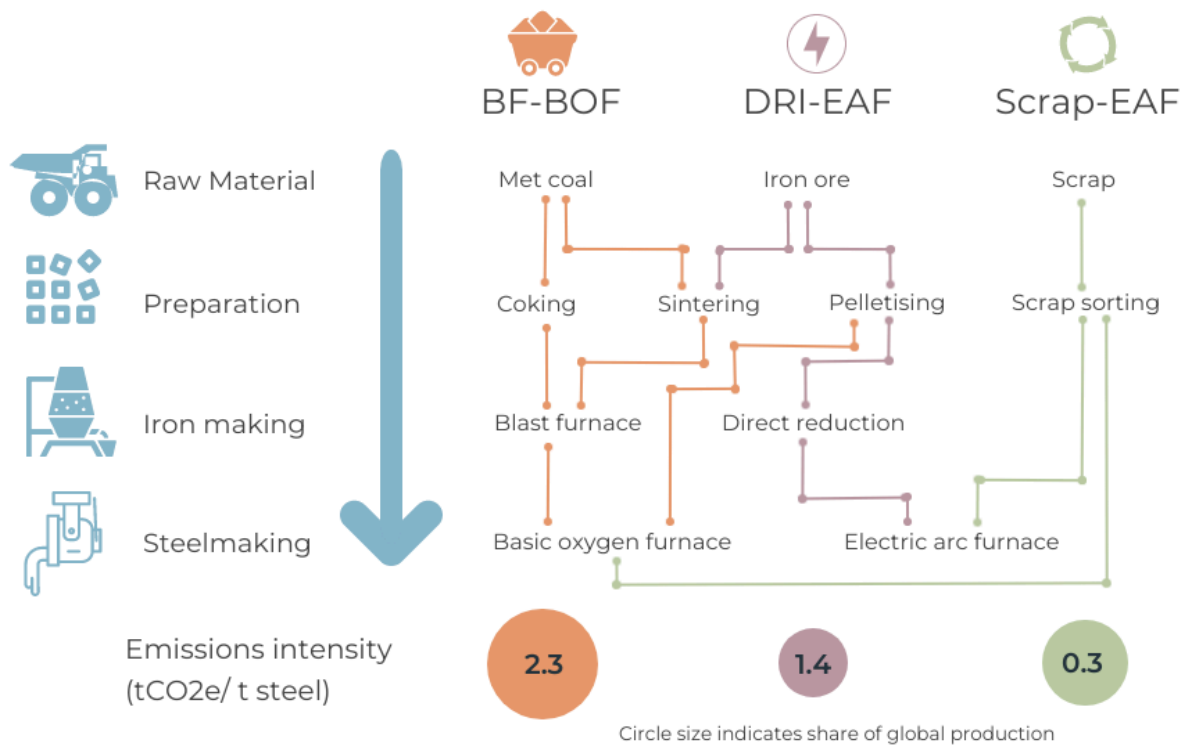 BF-BOF
DRI-EAF
Scrap-EAF
Raw Material
Met coal
Iron ore
Scrap
Preparation
Coking
Sintering
Pelletising
Scrap sorting
Iron making
Blast furnace
Direct reduction
Steelmaking
Basic oxygen furnace
Electric arc furnace
Emissions intensity
(tCO2e/ t steel)
2.3
1.4
0.3
Circle size indicates share of global production